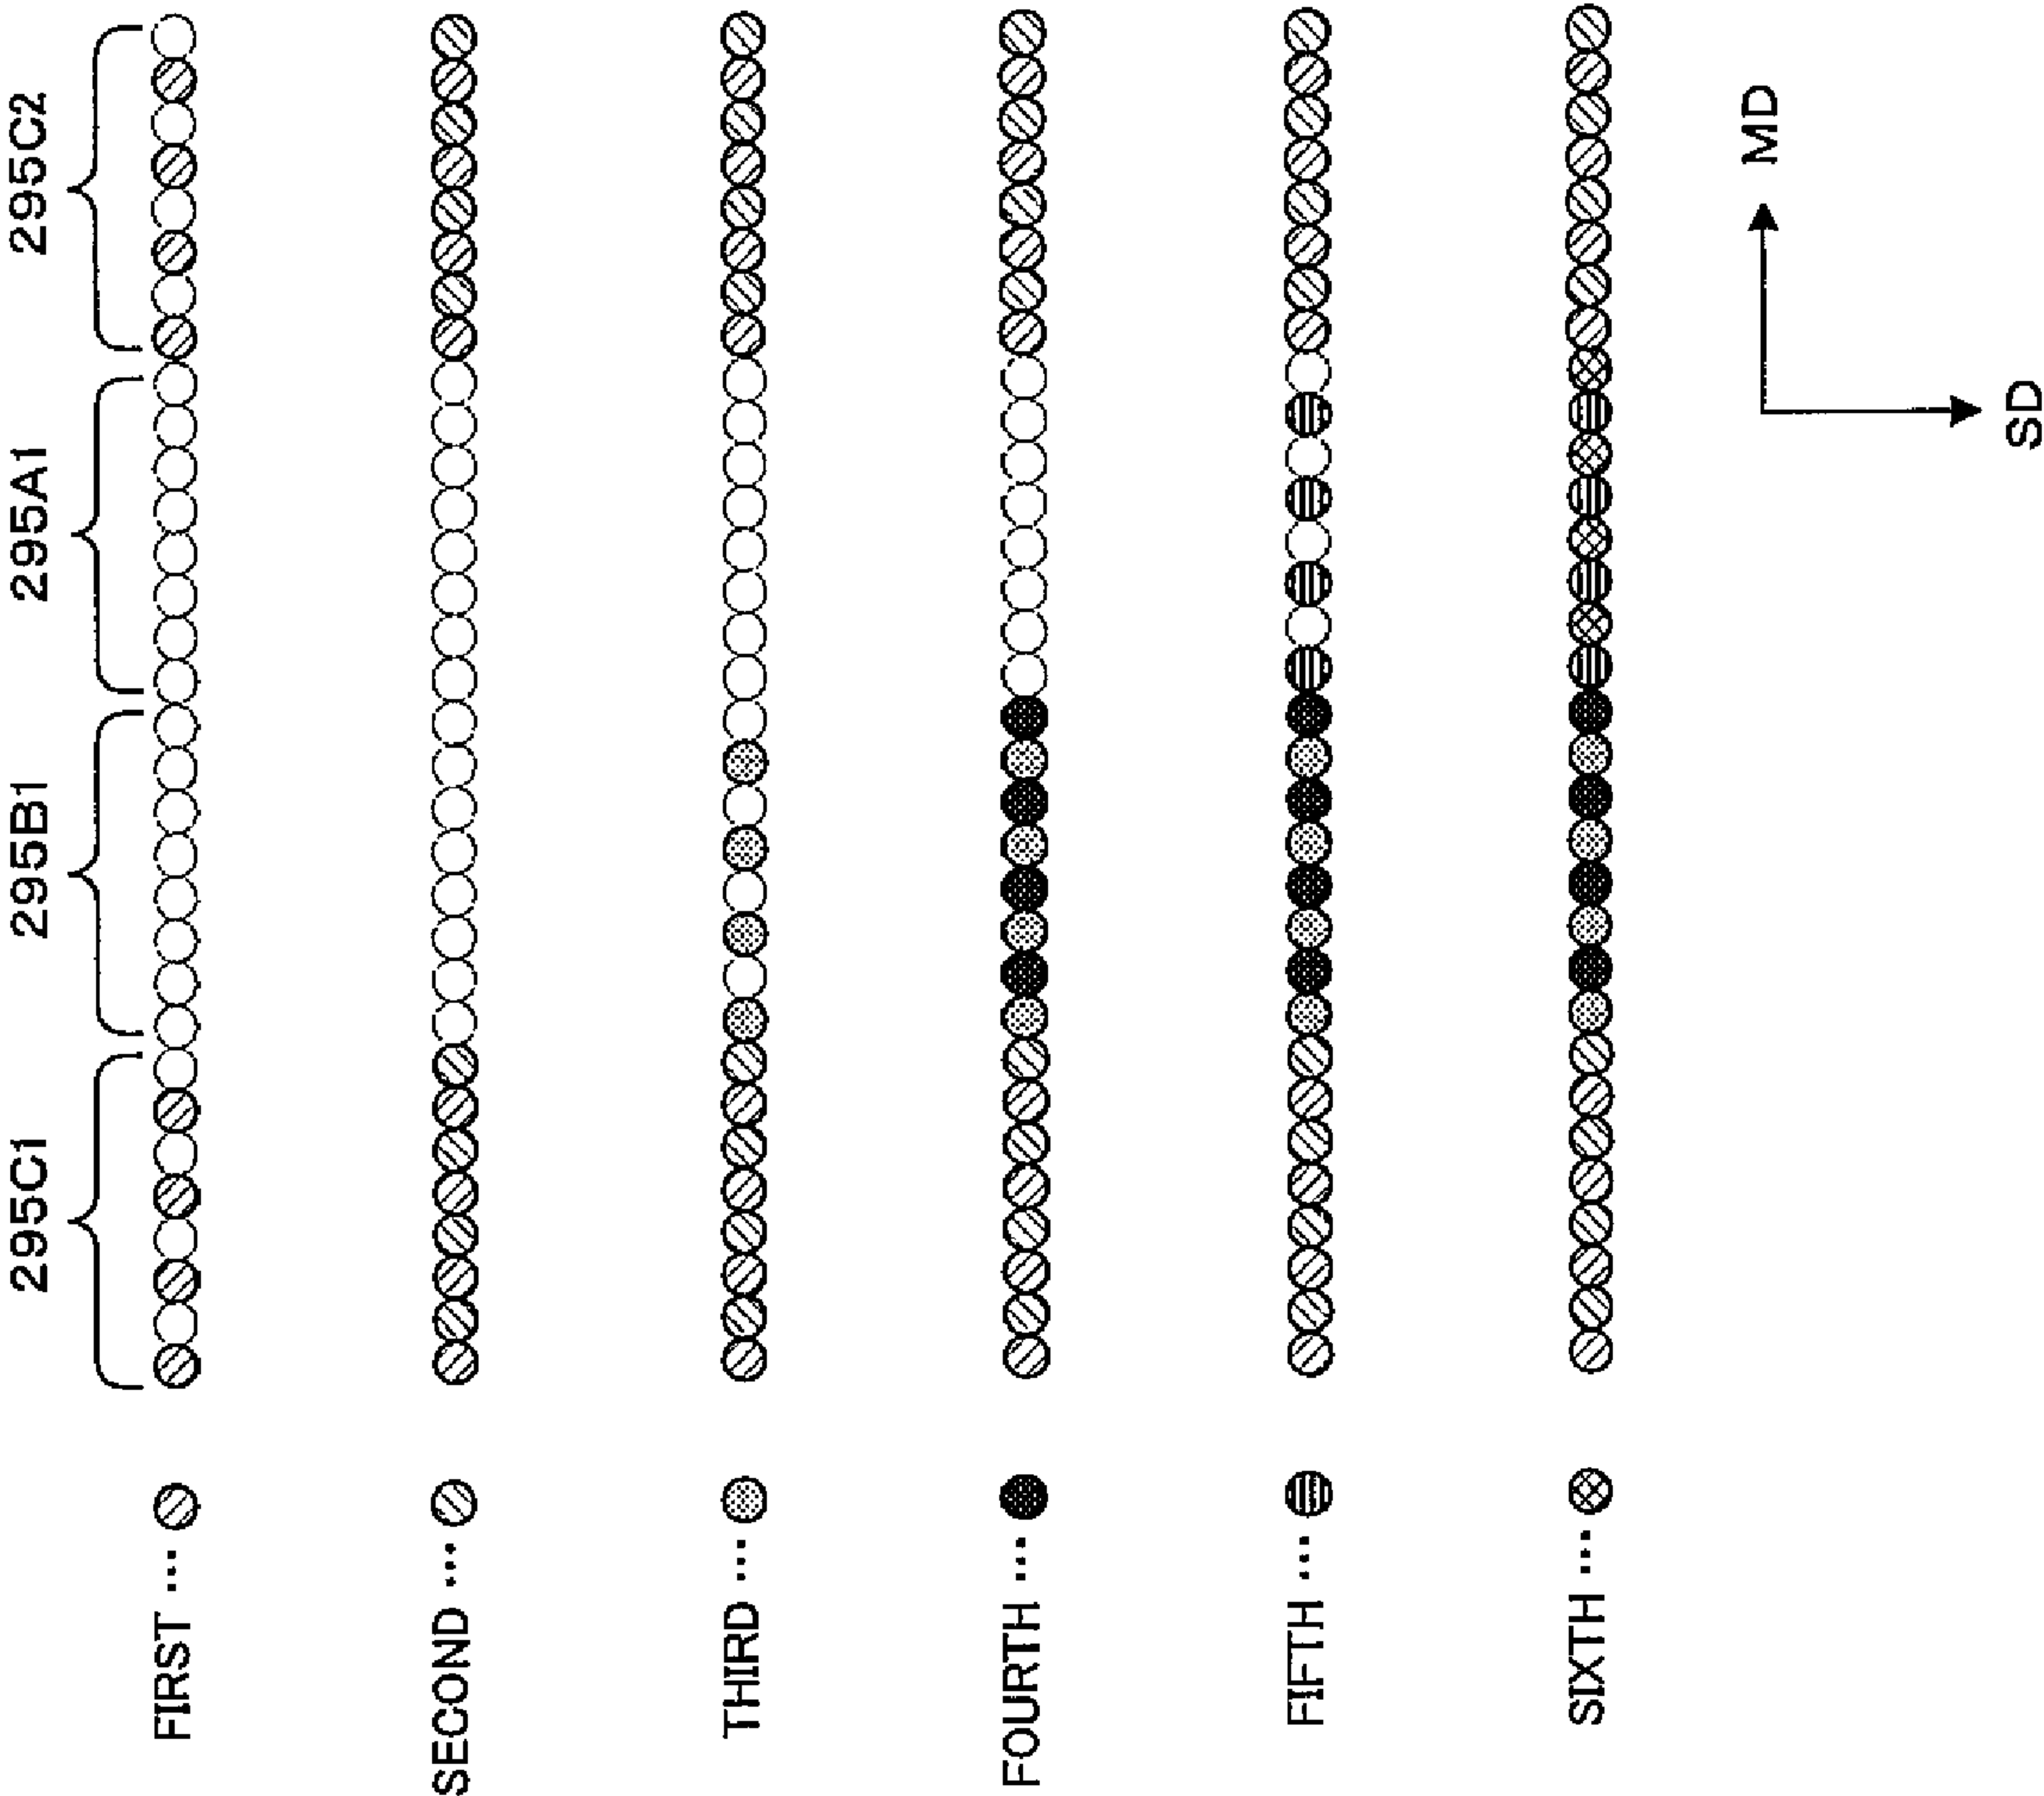 295C1 295B1 295A1 295C2
FIRST ...
SECOND ...
THIRD ...
FOURTH ...
FIFTH ...
SIXTH ...
MD
SD